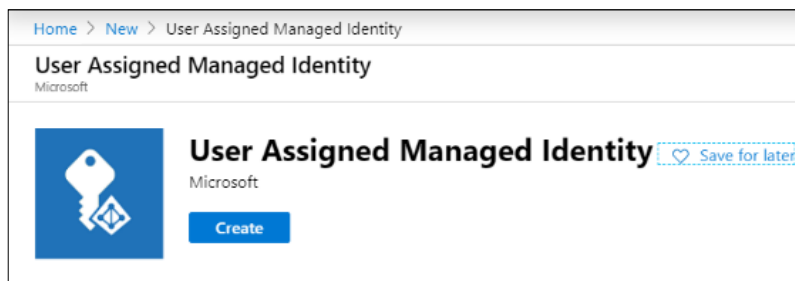 Home > New > User Assigned Managed Identity
User Assigned Managed Identity
Microsoft
User Assigned Managed Identity
Save for later
Microsoft
Create